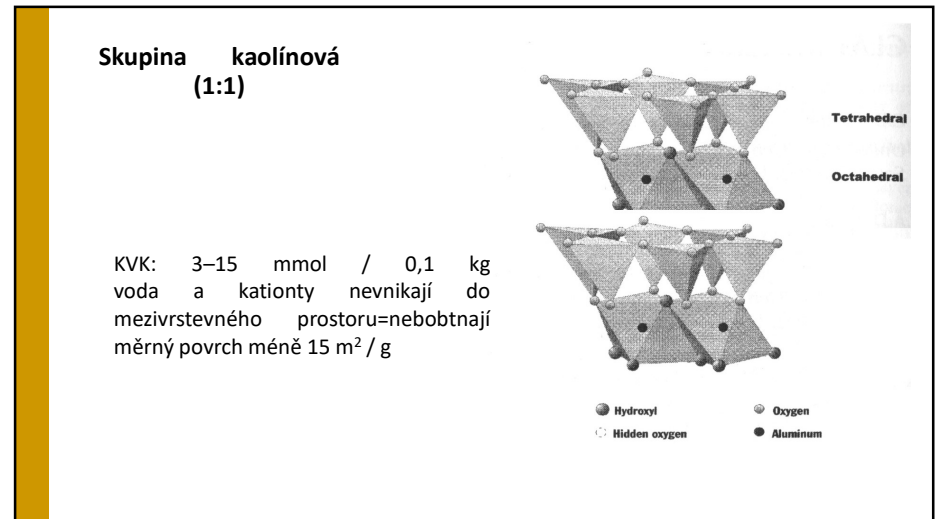 Skupina kaolínová
(1:1)
Tetrahedral
Octahedral
KVK: 3–15 mmol / 0,1 kg
voda a kationty nevnikají do
mezivrstevného prostoru=nebobtnají
měrný povrch méně 15 m² / g
Hydroxyl
Oxygen
Hidden oxygen
Aluminum